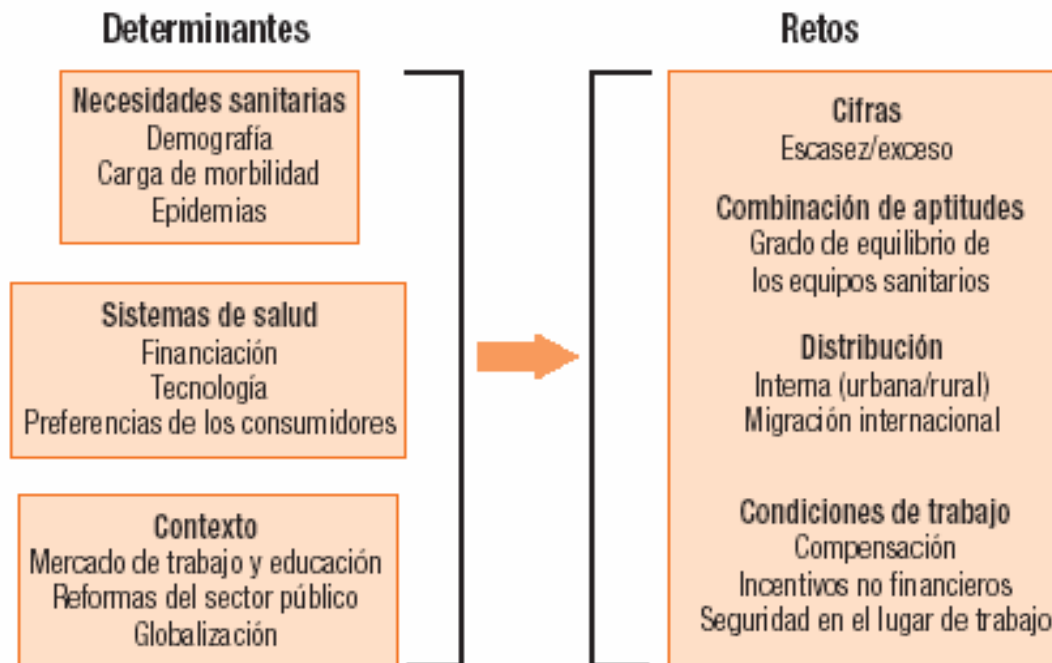 Determinantes
Necesidades sanitarias
Demografía
Carga de morbilidad
Epidemias
Sistemas de salud
Financiación
Tecnología
Preferencias de los consumidores
Contexto
Mercado de trabajo y educación
Reformas del sector público
Globalización
Retos
Cifras
Escasez/exceso
Combinación de aptitudes
Grado de equilibrio de
los equipos sanitarios
Distribución
Interna (urbana/rural)
Migración internacional
Condiciones de trabajo
Compensación
Incentivos no financieros
Seguridad en el lugar de trabajo